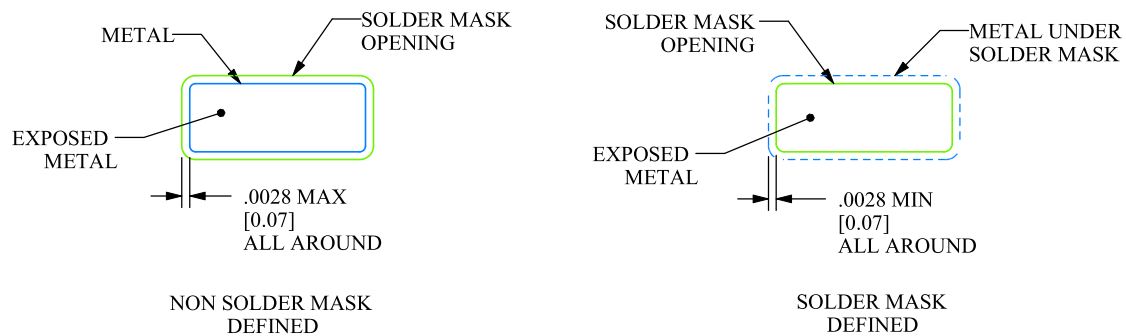 METAL
SOLDER MASK
OPENING
EXPOSED
METAL
.0028 MAX
[0.07]
ALL AROUND
NON SOLDER MASK
DEFINED
SOLDER MASK
OPENING
METAL UNDER
SOLDER MASK
EXPOSED
METAL
.0028 MIN
[0.07]
ALL AROUND
SOLDER MASK
DEFINED